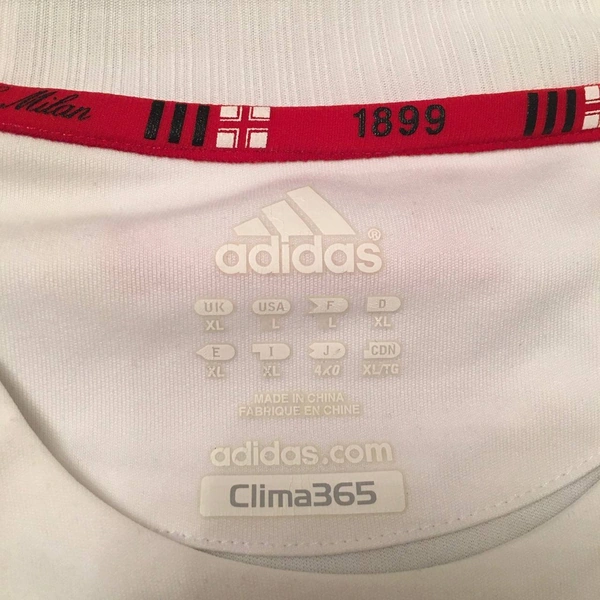 Milan 1899
adidas®
UK USA F D
XL L L XL
E I J CDN
XL XL 4XO XL/TG
MADE IN CHINA
FABRIQUE EN CHINE
adidas.com
Clima365